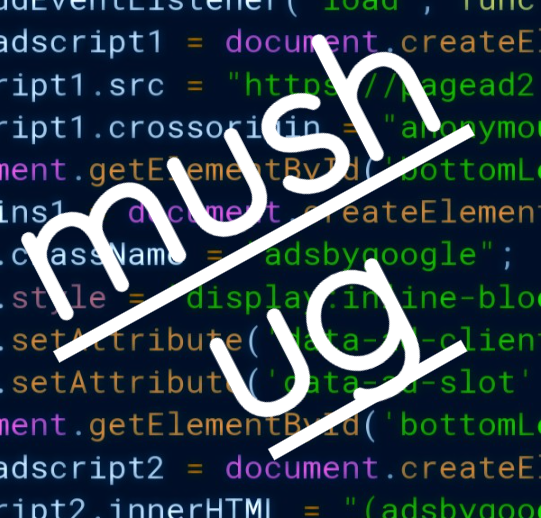 dEventListener( 'load', func
adscript1 = document.createEl
ript1.src = "https://pagead2
ript1.crossorigin = "anonymou
ment.getElementById('bottomLe
ins1 document.createElement
.className = 'adsbygoogle";
.style = 'display:inline-bloc
.setAttribute('data-ad-client
.setAttribute('data-ad-slot'
ment.getElementById('bottomLe
adscript2 = document.createEl
ript2.innerHTML = "(adsbygoo
mush
ug